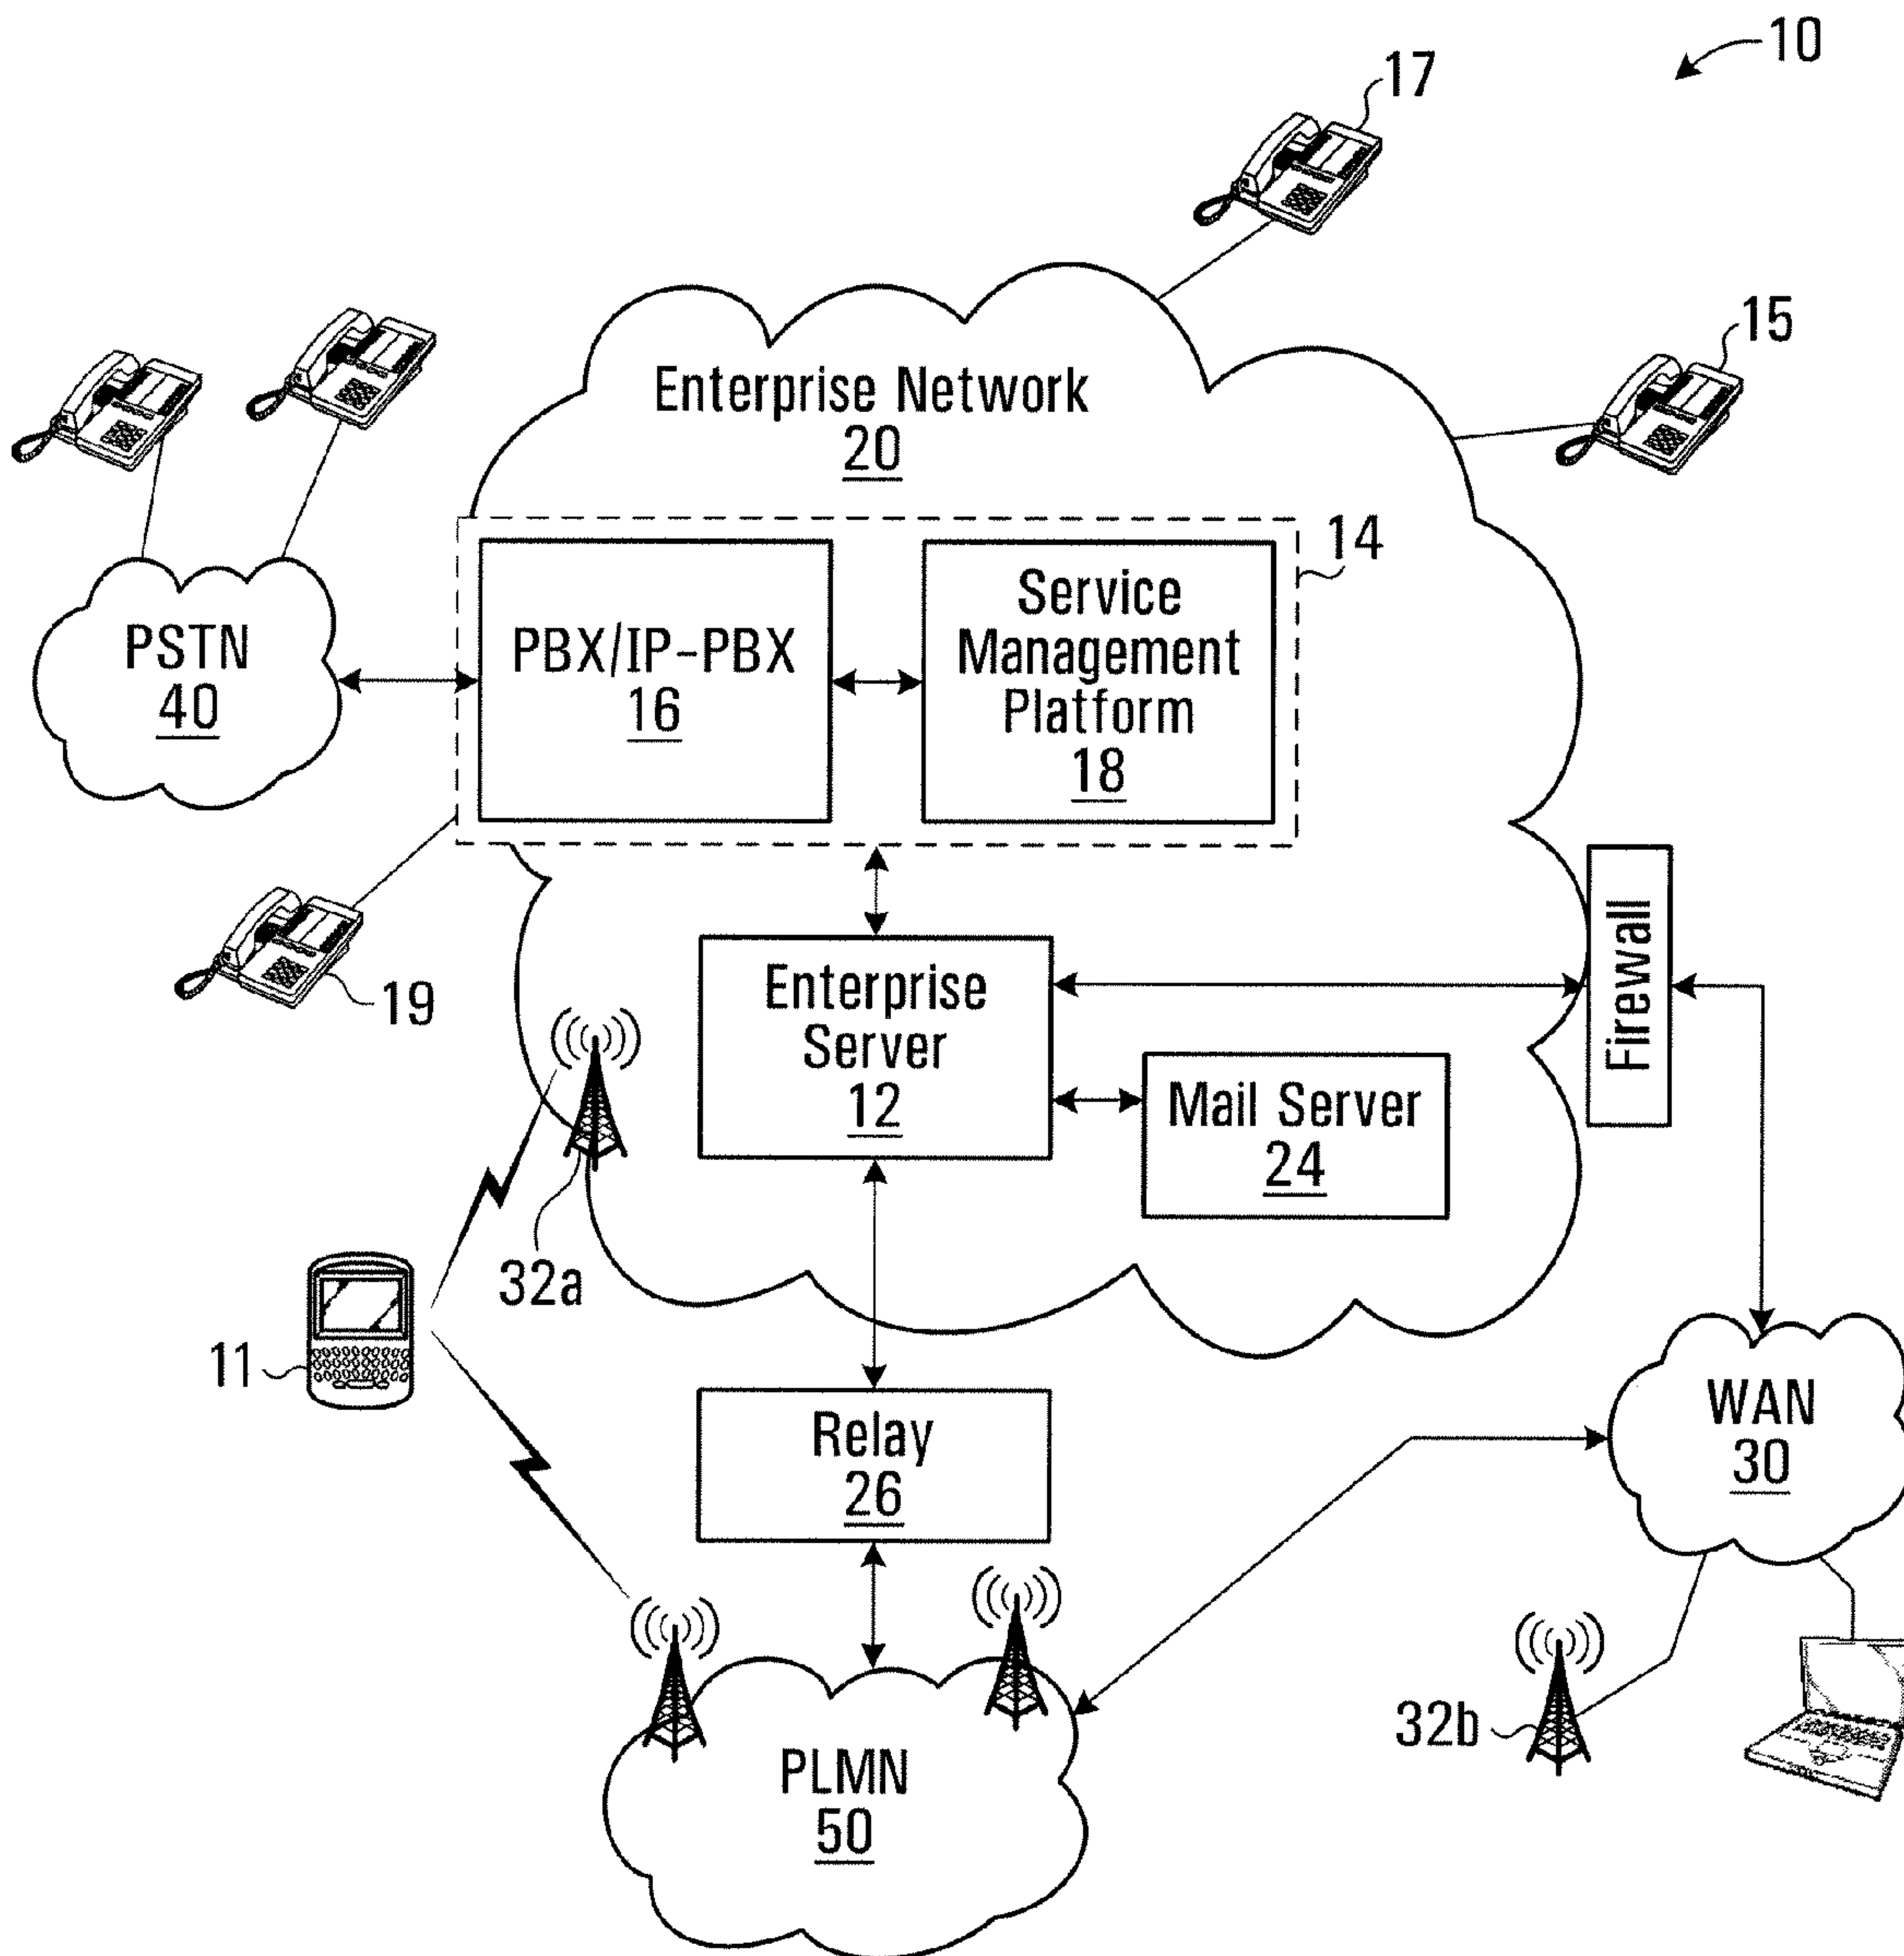 10
17
15
Enterprise Network
20
14
PBX/IP-PBX
16
Service
Management
Platform
18
PSTN
40
19
Enterprise
Server
12
Mail Server
24
Firewall
32a
11
Relay
26
WAN
30
32b
PLMN
50